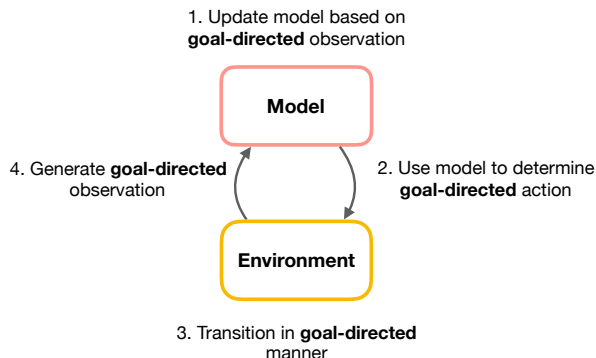 1. Update model based on
goal-directed observation
Model
4. Generate goal-directed
observation
2. Use model to determine
goal-directed action
Environment
3. Transition in goal-directed
manner